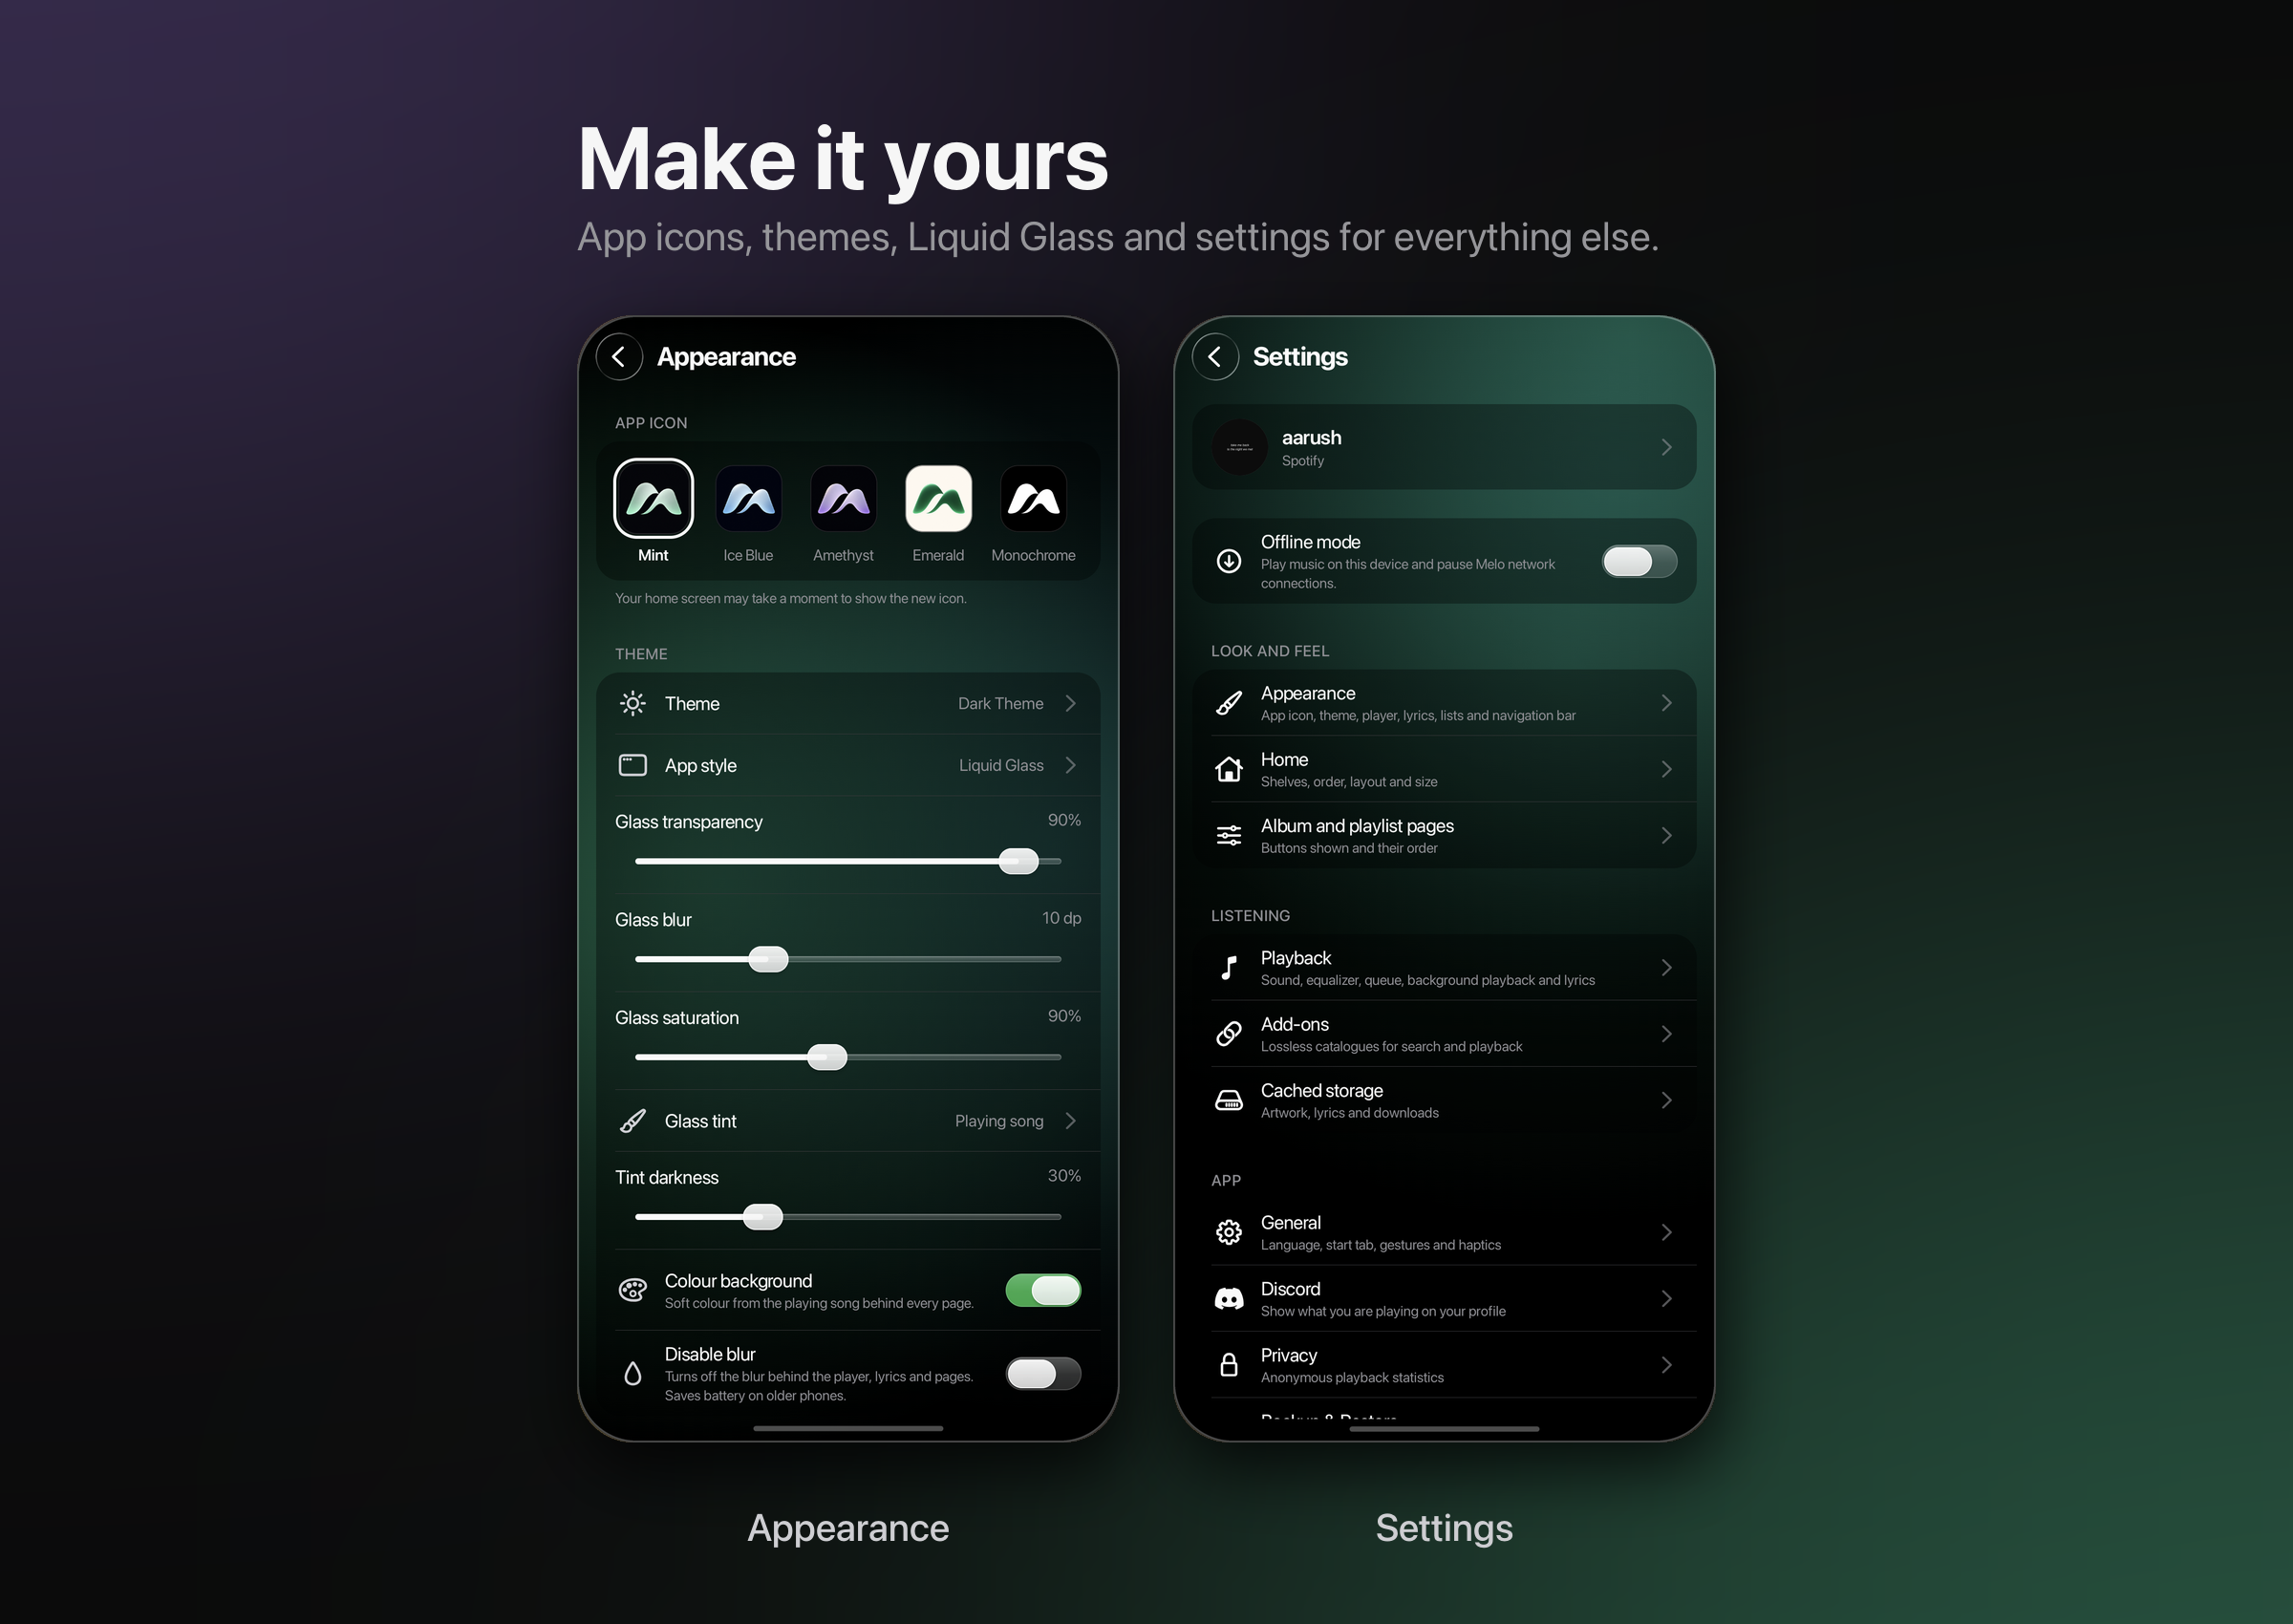 Make it yours
App icons, themes, Liquid Glass and settings for everything else.
Appearance
APP ICON
Mint
Ice Blue
Amethyst
Emerald
Monochrome
Your home screen may take a moment to show the new icon.
THEME
Theme
Dark Theme
App style
Liquid Glass
Glass transparency
90%
Glass blur
10 dp
Glass saturation
90%
Glass tint
Playing song
Tint darkness
30%
Colour background
Soft colour from the playing song behind every page.
Disable blur
Turns off the blur behind the player, lyrics and pages.
Saves battery on older phones.
Appearance
Settings
aarush
Spotify
Offline mode
Play music on this device and pause Melo network
connections.
LOOK AND FEEL
Appearance
App icon, theme, player, lyrics, lists and navigation bar
Home
Shelves, order, layout and size
Album and playlist pages
Buttons shown and their order
LISTENING
Playback
Sound, equalizer, queue, background playback and lyrics
Add-ons
Lossless catalogues for search and playback
Cached storage
Artwork, lyrics and downloads
APP
General
Language, start tab, gestures and haptics
Discord
Show what you are playing on your profile
Privacy
Anonymous playback statistics
Backup & Restore
Settings